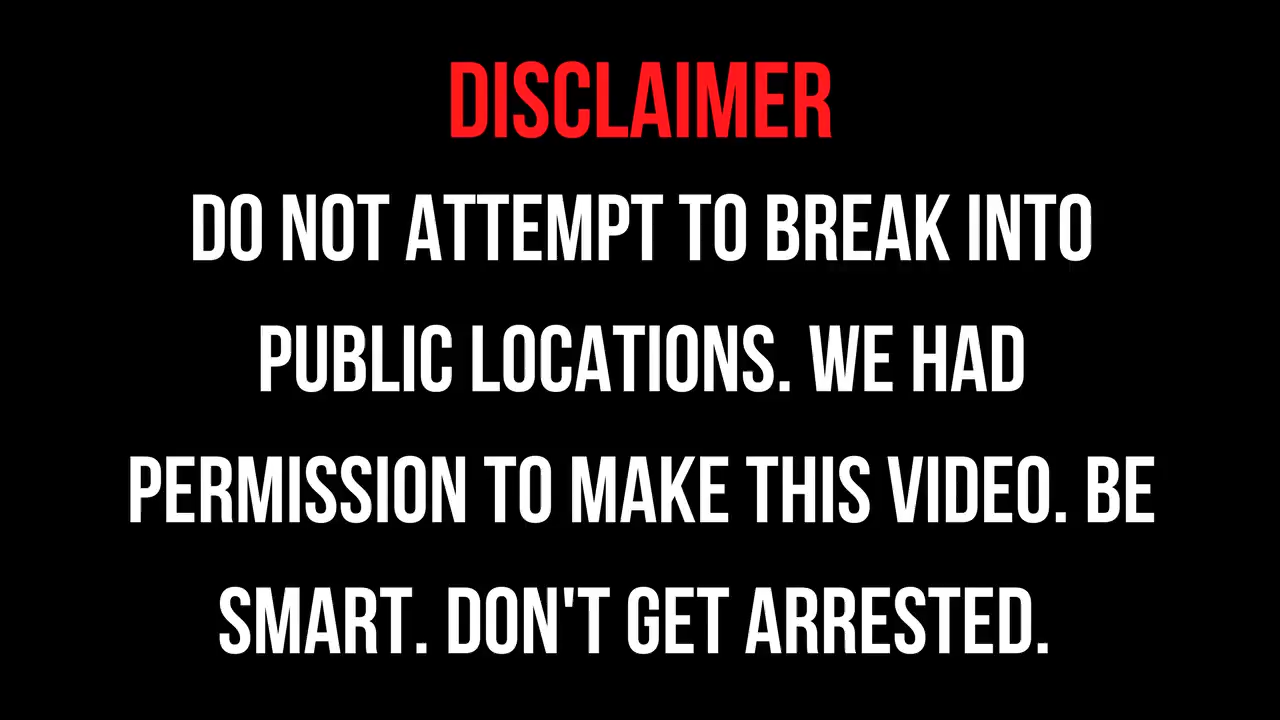 DISCLAIMER
DO NOT ATTEMPT TO BREAK INTO
PUBLIC LOCATIONS. WE HAD
PERMISSION TO MAKE THIS VIDEO. BE
SMART. DON'T GET ARRESTED.